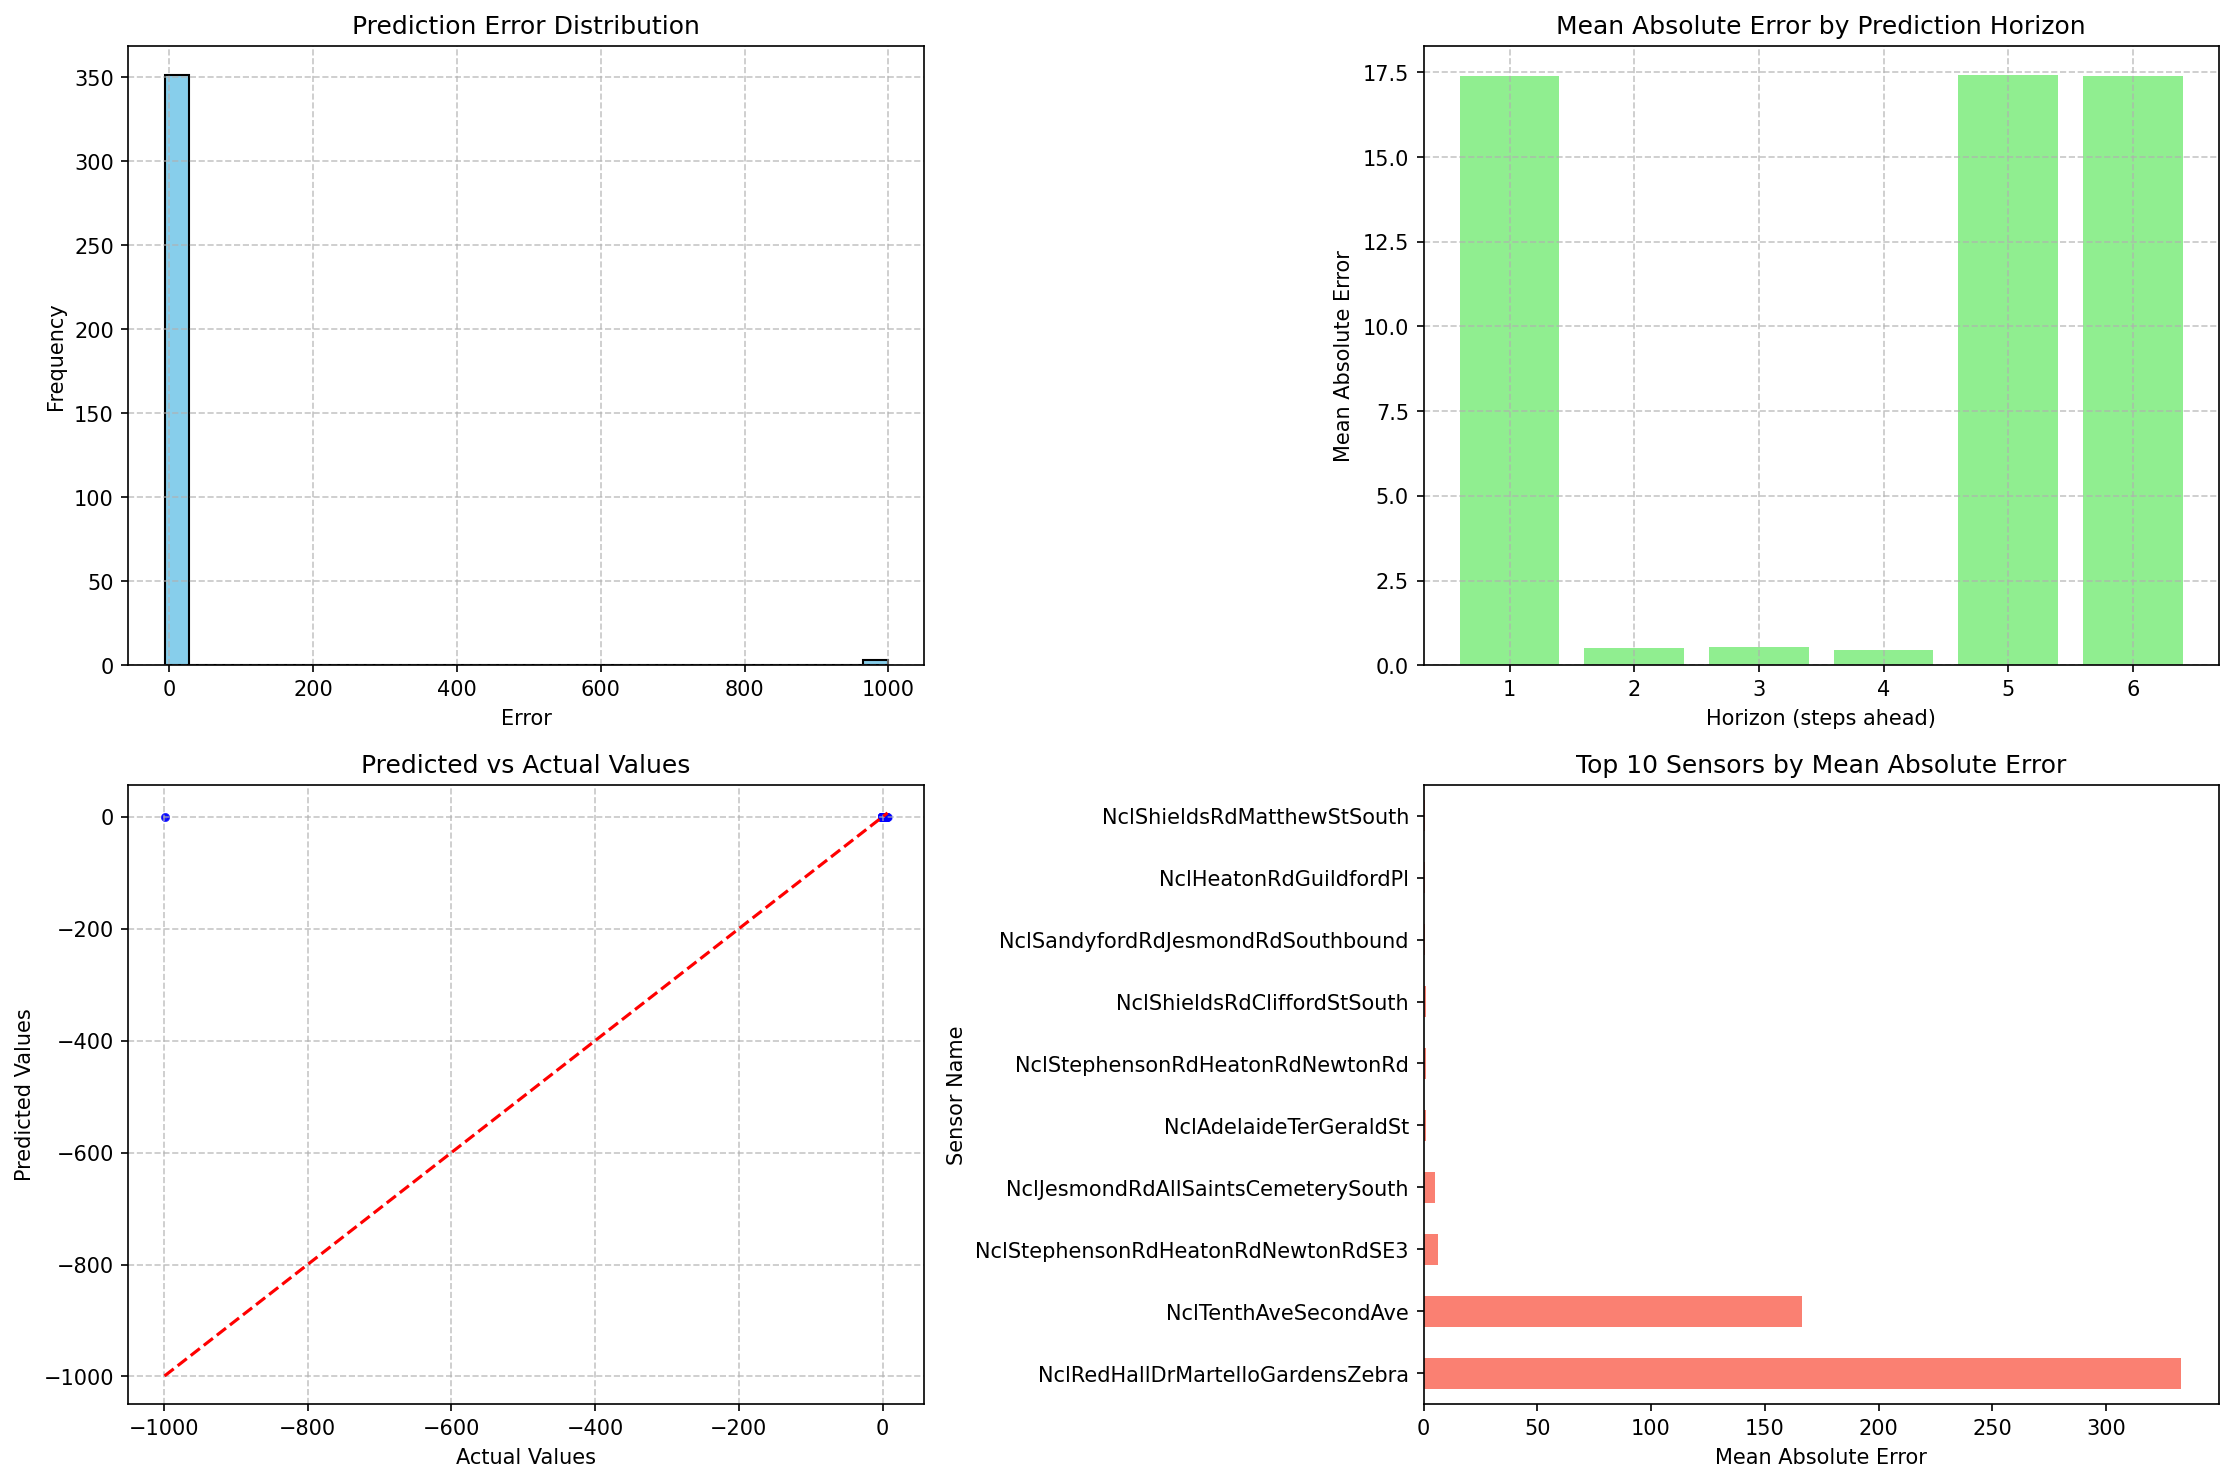 Prediction Error Distribution
350
300
250
200
150
100
50
0
Frequency
0 200 400 600 800 1000
Error
Mean Absolute Error by Prediction Horizon
17.5
15.0
12.5
10.0
7.5
5.0
2.5
0.0
Mean Absolute Error
1 2 3 4 5 6
Horizon (steps ahead)
Predicted vs Actual Values
0
−200
−400
−600
−800
−1000
Predicted Values
−1000 −800 −600 −400 −200 0
Actual Values
Top 10 Sensors by Mean Absolute Error
Sensor Name
NclShieldsRdMatthewStSouth
NclHeatonRdGuildfordPl
NclSandyfordRdJesmondRdSouthbound
NclShieldsRdCliffordStSouth
NclStephensonRdHeatonRdNewtonRd
NclAdelaideTerGeraldSt
NclJesmondRdAllSaintsCemeterySouth
NclStephensonRdHeatonRdNewtonRdSE3
NclTenthAveSecondAve
NclRedHallDrMartelloGardensZebra
0 50 100 150 200 250 300
Mean Absolute Error